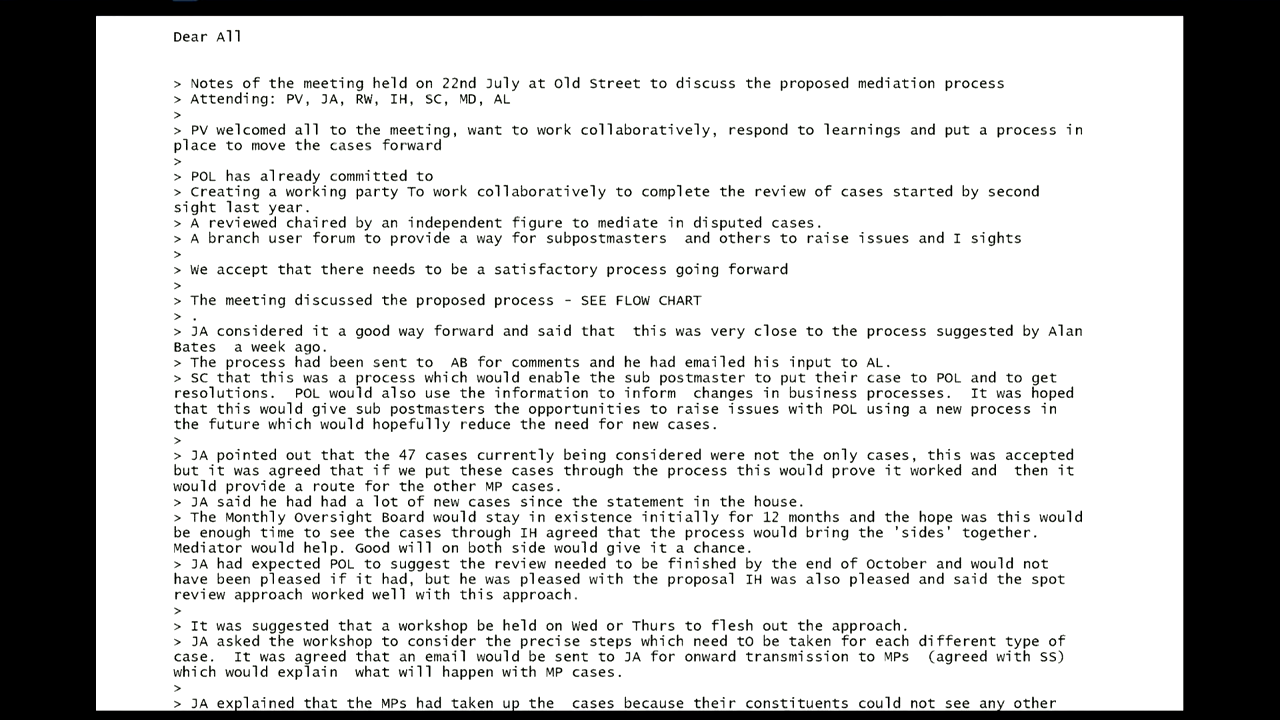 Dear All
> Notes of the meeting held on 22nd July at Old Street to discuss the proposed mediation process
> Attending: PV, JA, RW, IH, SC, MD, AL
>
> PV welcomed all to the meeting, want to work collaboratively, respond to learnings and put a process in
place to move the cases forward
>
> POL has already committed to
> Creating a working party To work collaboratively to complete the review of cases started by second
sight last year.
> A reviewed chaired by an independent figure to mediate in disputed cases.
> A branch user forum to provide a way for subpostmasters  and others to raise issues and I sights
>
> We accept that there needs to be a satisfactory process going forward
>
> The meeting discussed the proposed process - SEE FLOW CHART
> .
> JA considered it a good way forward and said that  this was very close to the process suggested by Alan
Bates  a week ago.
> The process had been sent to  AB for comments and he had emailed his input to AL.
> SC that this was a process which would enable the sub postmaster to put their case to POL and to get
resolutions.  POL would also use the information to inform  changes in business processes.  It was hoped
that this would give sub postmasters the opportunities to raise issues with POL using a new process in
the future which would hopefully reduce the need for new cases.
>
> JA pointed out that the 47 cases currently being considered were not the only cases, this was accepted
but it was agreed that if we put these cases through the process this would prove it worked and  then it
would provide a route for the other MP cases.
> JA said he had had a lot of new cases since the statement in the house.
> The Monthly Oversight Board would stay in existence initially for 12 months and the hope was this would
be enough time to see the cases through IH agreed that the process would bring the 'sides' together.
Mediator would help. Good will on both side would give it a chance.
> JA had expected POL to suggest the review needed to be finished by the end of October and would not
have been pleased if it had, but he was pleased with the proposal IH was also pleased and said the spot
review approach worked well with this approach.
>
> It was suggested that a workshop be held on Wed or Thurs to flesh out the approach.
> JA asked the workshop to consider the precise steps which need tO be taken for each different type of
case.  It was agreed that an email would be sent to JA for onward transmission to MPs  (agreed with SS)
which would explain  what will happen with MP cases.
>
> JA explained that the MPs had taken up the  cases because their constituents could not see any other